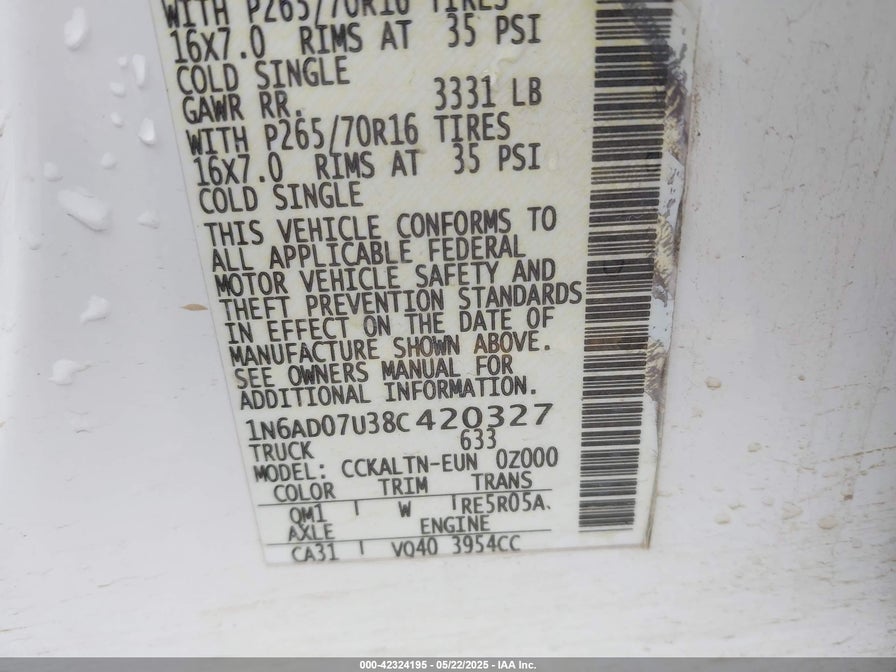 WITH P265/70R16 TIRES
16X7.0 RIMS AT 35 PSI
COLD SINGLE
GAWR RR. 3331 LB
WITH P265/70R16 TIRES
16X7.0 RIMS AT 35 PSI
COLD SINGLE
THIS VEHICLE CONFORMS TO
ALL APPLICABLE FEDERAL
MOTOR VEHICLE SAFETY AND
THEFT PREVENTION STANDARDS
IN EFFECT ON THE DATE OF
MANUFACTURE SHOWN ABOVE.
SEE OWNERS MANUAL FOR
ADDITIONAL INFORMATION.
1N6AD07U38C420327
TRUCK 633
MODEL: CCKALTN-EUN 0Z000
COLOR TRIM TRANS
QM1 W RE5R05A.
AXLE ENGINE
CA31 VQ40 3954CC
000-42324195 - 05/22/2025 - IAA Inc.